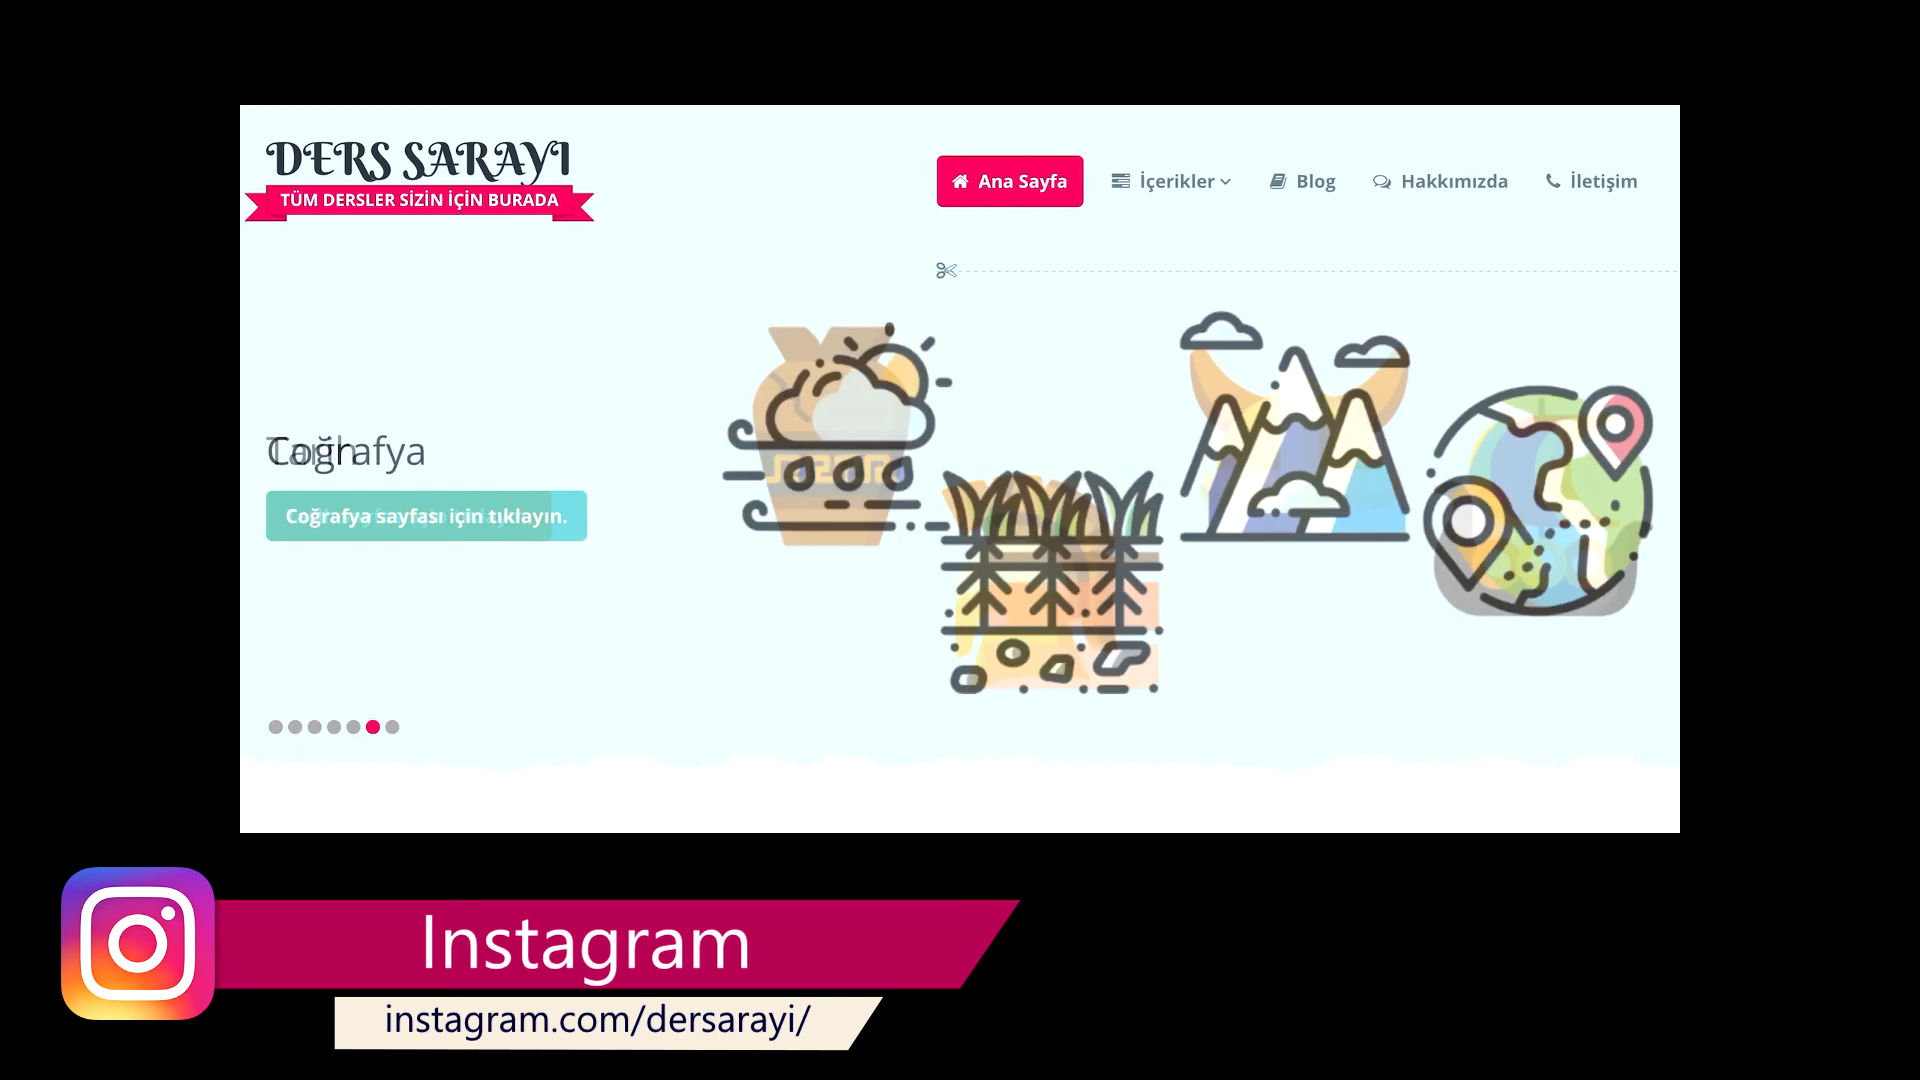 DERS SARAYI
TÜM DERSLER SİZİN İÇİN BURADA
Ana Sayfa
İçerikler
Blog
Hakkımızda
İletişim
Coğrafya
Coğrafya sayfası için tıklayın.
Instagram
instagram.com/dersarayi/